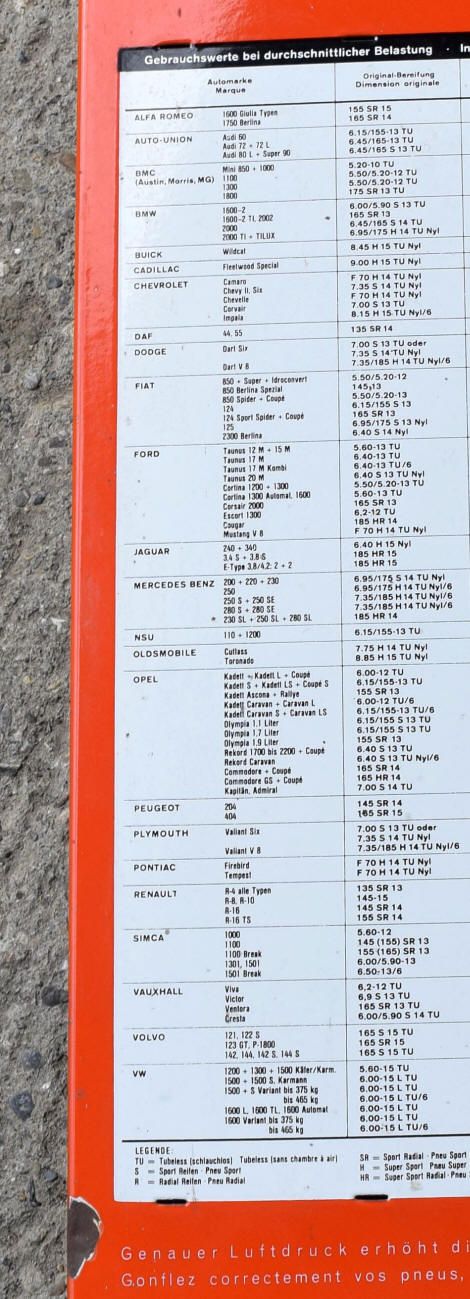 Gebrauchswerte bei durchschnittlicher Belastung · In
Automarke Original-Bereifung
Marque Dimension originale
ALFA ROMEO 1600 Giulia Typen 155 SR 15
1750 Berlina 165 SR 14
AUTO-UNION Audi 60 6.15/155-13 TU
Audi 72 + 72 L 6.45/165-13 TU
Audi 80 L + Super 90 6.45/165 S 13 TU
BMC Mini 850 + 1000 5.20-10 TU
(Austin, Morris, MG) 1100 5.50/5.20-12 TU
1300 5.50/5.20-12 TU
1800 175 SR 13 TU
BMW 1600-2 6.00/5.90 S 13 TU
1600-2 TI, 2002 165 SR 13
2000 6.45/165 S 14 TU
2000 TI + TILUX 6.95/175 H 14 TU Nyl
BUICK Wildcat 8.45 H 15 TU Nyl
CADILLAC Fleetwood Special 9.00 H 15 TU Nyl
CHEVROLET Camaro F 70 H 14 TU Nyl
Chevy II, Six 7.35 S 14 TU Nyl
Chevelle F 70 H 14 TU Nyl
Corvair 7.00 S 13 TU
Impala 8.15 H 15 TU Nyl/6
DAF 44, 55 135 SR 14
DODGE Dart Six 7.00 S 13 TU oder
7.35 S 14 TU Nyl
Dart V 8 7.35/185 H 14 TU Nyl/6
FIAT 850 + Super + Idroconvert 5.50/5.20-12
850 Berlina Spezial 145-13
850 Spider + Coupé 5.50/5.20-13
124 6.15/155 S 13
124 Sport Spider + Coupé 165 SR 13
125 6.95/175 S 13 Nyl
2300 Berlina 6.40 S 14 Nyl
FORD Taunus 12 M + 15 M 5.60-13 TU
Taunus 17 M 6.40-13 TU
Taunus 17 M Kombi 6.40-13 TU/6
Taunus 20 M 6.40 S 13 TU Nyl
Cortina 1200 + 1300 5.50/5.20-13 TU
Cortina 1300 Automat, 1600 5.60-13 TU
Corsair 2000 165 SR 13
Escort 1300 6,2-12 TU
Cougar 185 HR 14
Mustang V 8 F 70 H 14 TU Nyl
JAGUAR 240 + 340 6.40 H 15 Nyl
3,4 S + 3,8 S 185 HR 15
E-Type 3,8/4,2; 2 + 2 185 HR 15
MERCEDES BENZ 200 + 220 + 230 6.95/175 S 14 TU Nyl
250 6.95/175 H 14 TU Nyl/6
250 S + 250 SE 7.35/185 H 14 TU Nyl/6
280 S + 280 SE 7.35/185 H 14 TU Nyl/6
230 SL + 250 SL + 280 SL 185 HR 14
NSU 110 + 1200 6.15/155-13 TU
OLDSMOBILE Cutlass 7.75 H 14 TU Nyl
Toronado 8.85 H 15 TU Nyl
OPEL Kadett + Kadett L + Coupé 6.00-12 TU
Kadett S + Kadett LS + Coupé S 6.15/155-13 TU
Kadett Ascona + Rallye 155 SR 13
Kadett Caravan + Caravan L 6.00-12 TU/6
Kadett Caravan S + Caravan LS 6.15/155-13 TU/6
Olympia 1,1 Liter 6.15/155 S 13 TU
Olympia 1,7 Liter 6.15/155 S 13 TU
Olympia 1,9 Liter 155 SR 13
Rekord 1700 bis 2200 + Coupé 6.40 S 13 TU
Rekord Caravan 6.40 S 13 TU Nyl/6
Commodore + Coupé 165 SR 14
Commodore GS + Coupé 165 HR 14
Kapitän, Admiral 7.00 S 14 TU
PEUGEOT 204 145 SR 14
404 165 SR 15
PLYMOUTH Valiant Six 7.00 S 13 TU oder
7.35 S 14 TU Nyl
Valiant V 8 7.35/185 H 14 TU Nyl/6
PONTIAC Firebird F 70 H 14 TU Nyl
Tempest F 70 H 14 TU Nyl
RENAULT R-4 alle Typen 135 SR 13
R-8, R-10 145-15
R-16 145 SR 14
R-16 TS 155 SR 14
SIMCA 1000 5.60-12
1100 145 (155) SR 13
1100 Break 155 (165) SR 13
1301, 1501 6.00/5.90-13
1501 Break 6.50-13/6
VAUXHALL Viva 6,2-12 TU
Victor 6,9 S 13 TU
Ventora 165 SR 13 TU
Cresta 6.00/5.90 S 14 TU
VOLVO 121, 122 S 165 S 15 TU
123 GT, P-1800 165 SR 15
142, 144, 142 S, 144 S 165 S 15 TU
VW 1200 + 1300 + 1500 Käfer/Karm. 5.60-15 TU
1500 + 1500 S, Karmann 6.00-15 L TU
1500 + S Variant bis 375 kg 6.00-15 L TU
bis 465 kg 6.00-15 L TU/6
1600 L, 1600 TL, 1600 Automat 6.00-15 L TU
1600 Variant bis 375 kg 6.00-15 L TU
bis 465 kg 6.00-15 L TU/6
LEGENDE:
TU = Tubeless (schlauchlos) Tubeless (sans chambre à air) SR = Sport Radial · Pneu Sport
S = Sport Reifen · Pneu Sport H = Super Sport Pneu Super
R = Radial Reifen · Pneu Radial HR = Super Sport Radial · Pneu
Genauer Luftdruck erhöht di
Gonflez correctement vos pneus,